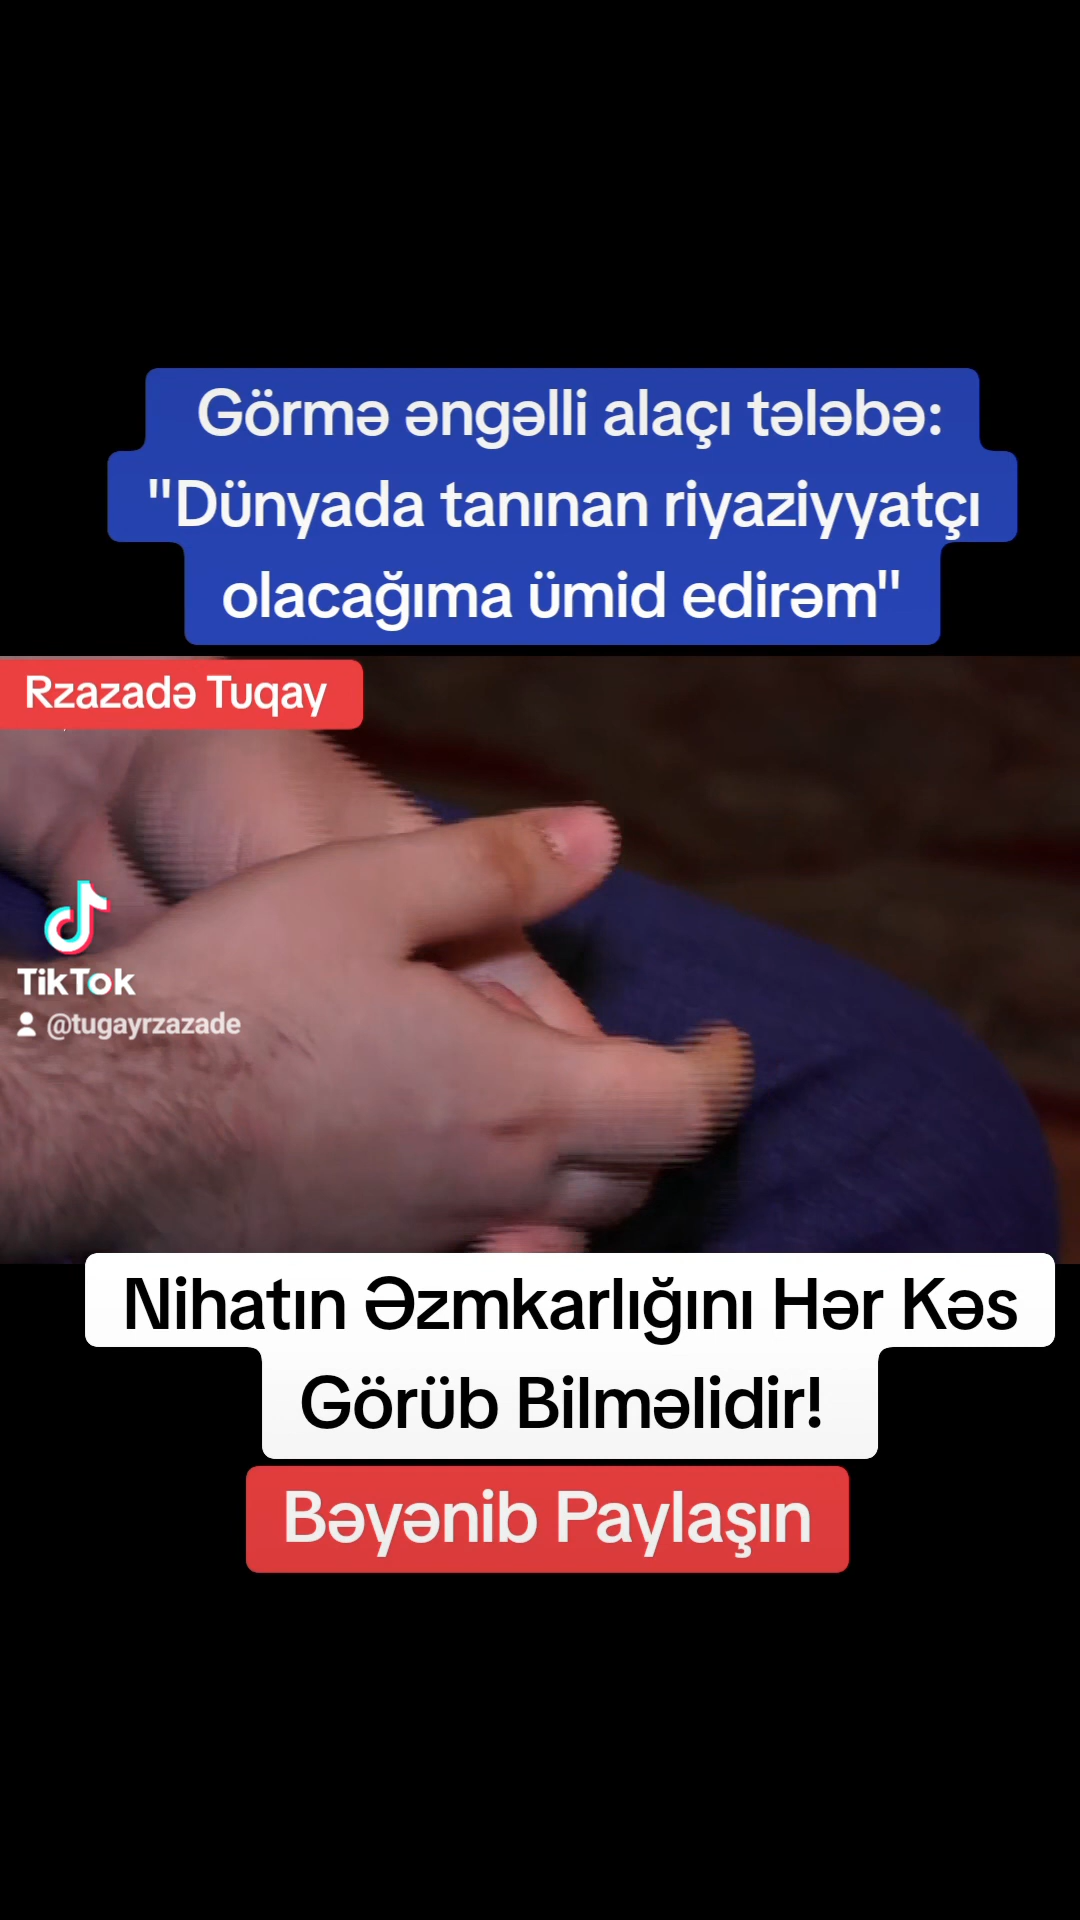 Görmə əngəlli alaçı tələbə:
"Dünyada tanınan riyaziyyatçı
olacağıma ümid edirəm"
Rzazadə Tuqay
TikTok
@tugayrzazade
Nihatın Əzmkarlığını Hər Kəs
Görüb Bilməlidir!
Bəyənib Paylaşın